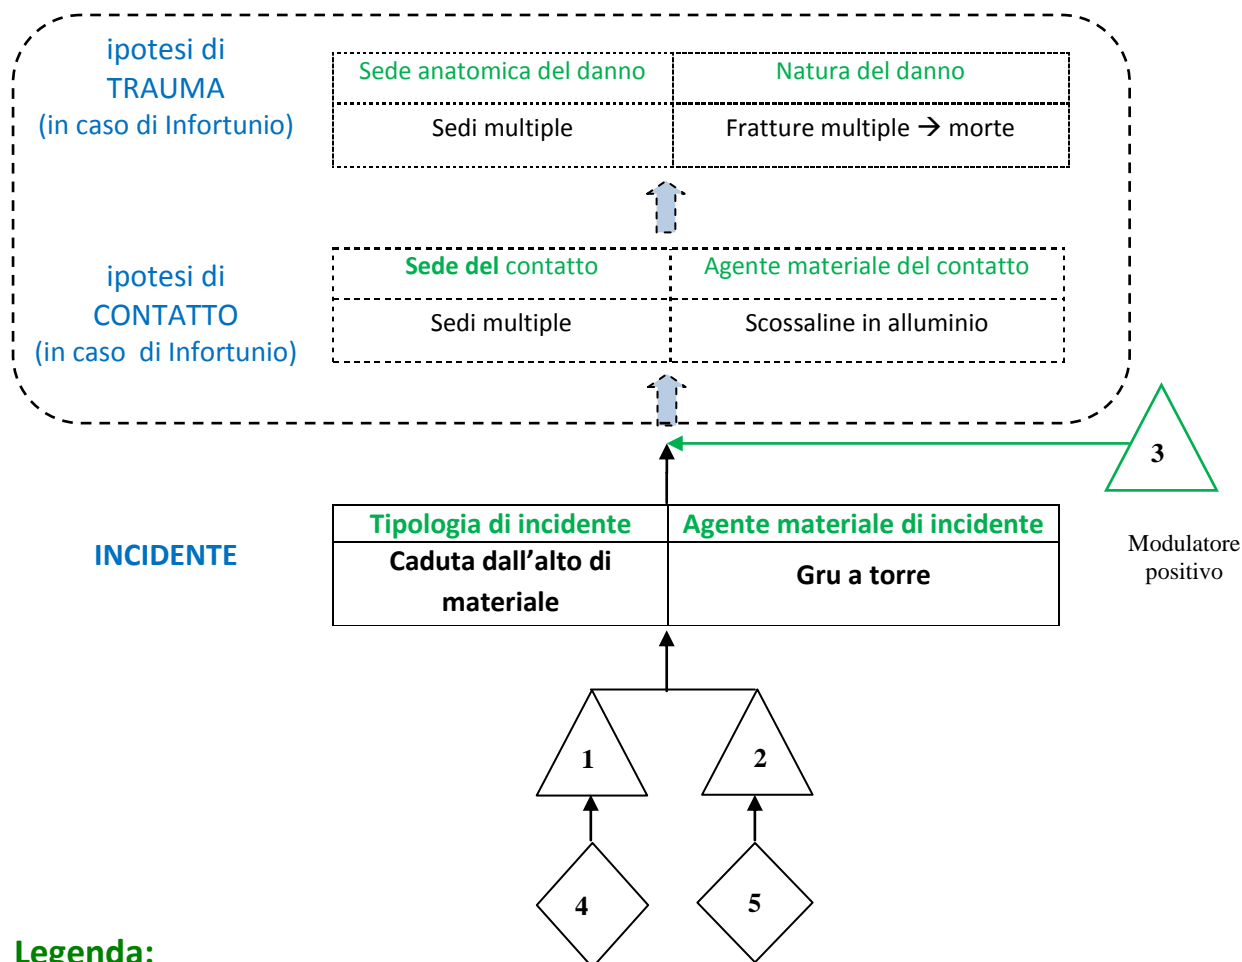 ipotesi di
TRAUMA
(in caso di Infortunio)
Sede anatomica del danno
Natura del danno
Sedi multiple
Fratture multiple → morte
ipotesi di
CONTATTO
(in caso  di Infortunio)
Sede del contatto
Agente materiale del contatto
Sedi multiple
Scossaline in alluminio
3
Modulatore
positivo
INCIDENTE
Tipologia di incidente
Agente materiale di incidente
Caduta dall’alto di
materiale
Gru a torre
1
2
4
5
Legenda: